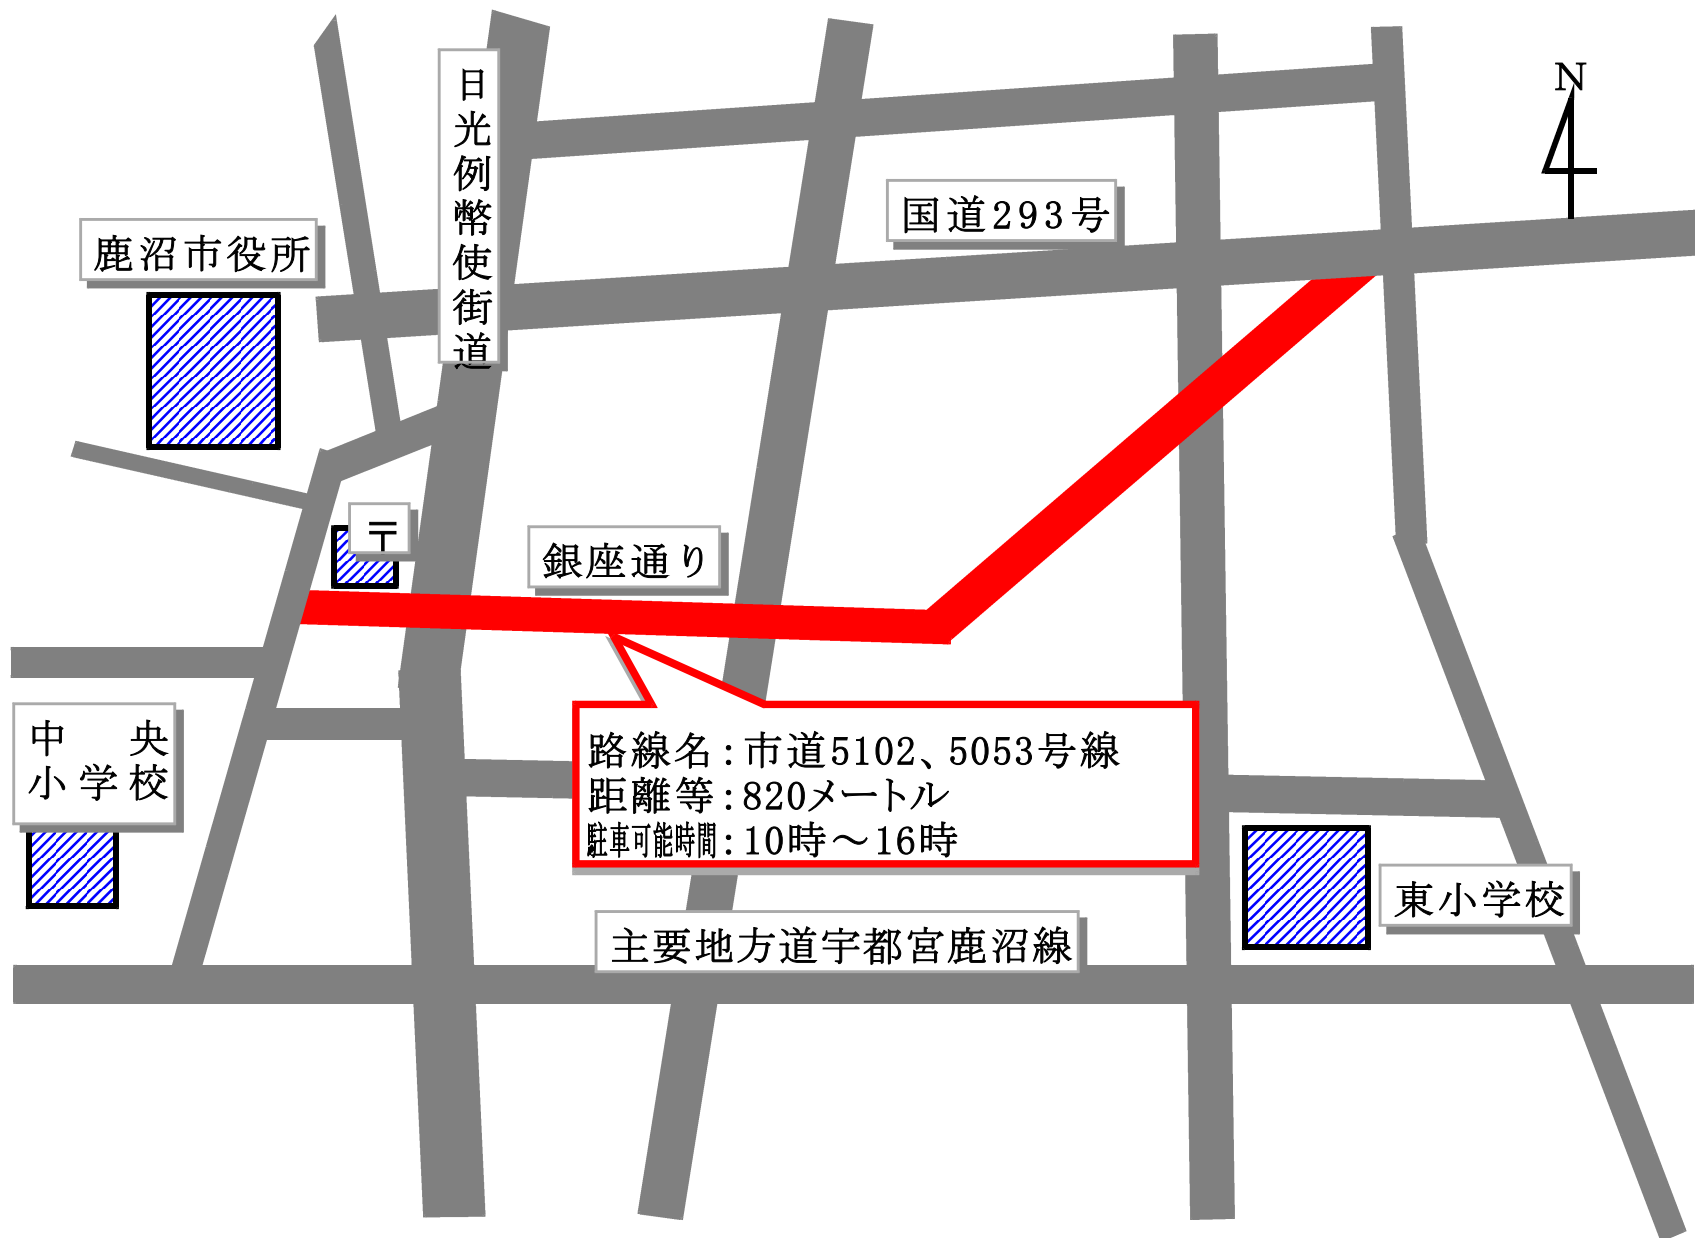 N
日光例幣使街道
国道293号
鹿沼市役所
〒
銀座通り
中央
小学校
路線名：市道5102、5053号線
距離等：820メートル
駐車可能時間：10時～16時
東小学校
主要地方道宇都宮鹿沼線